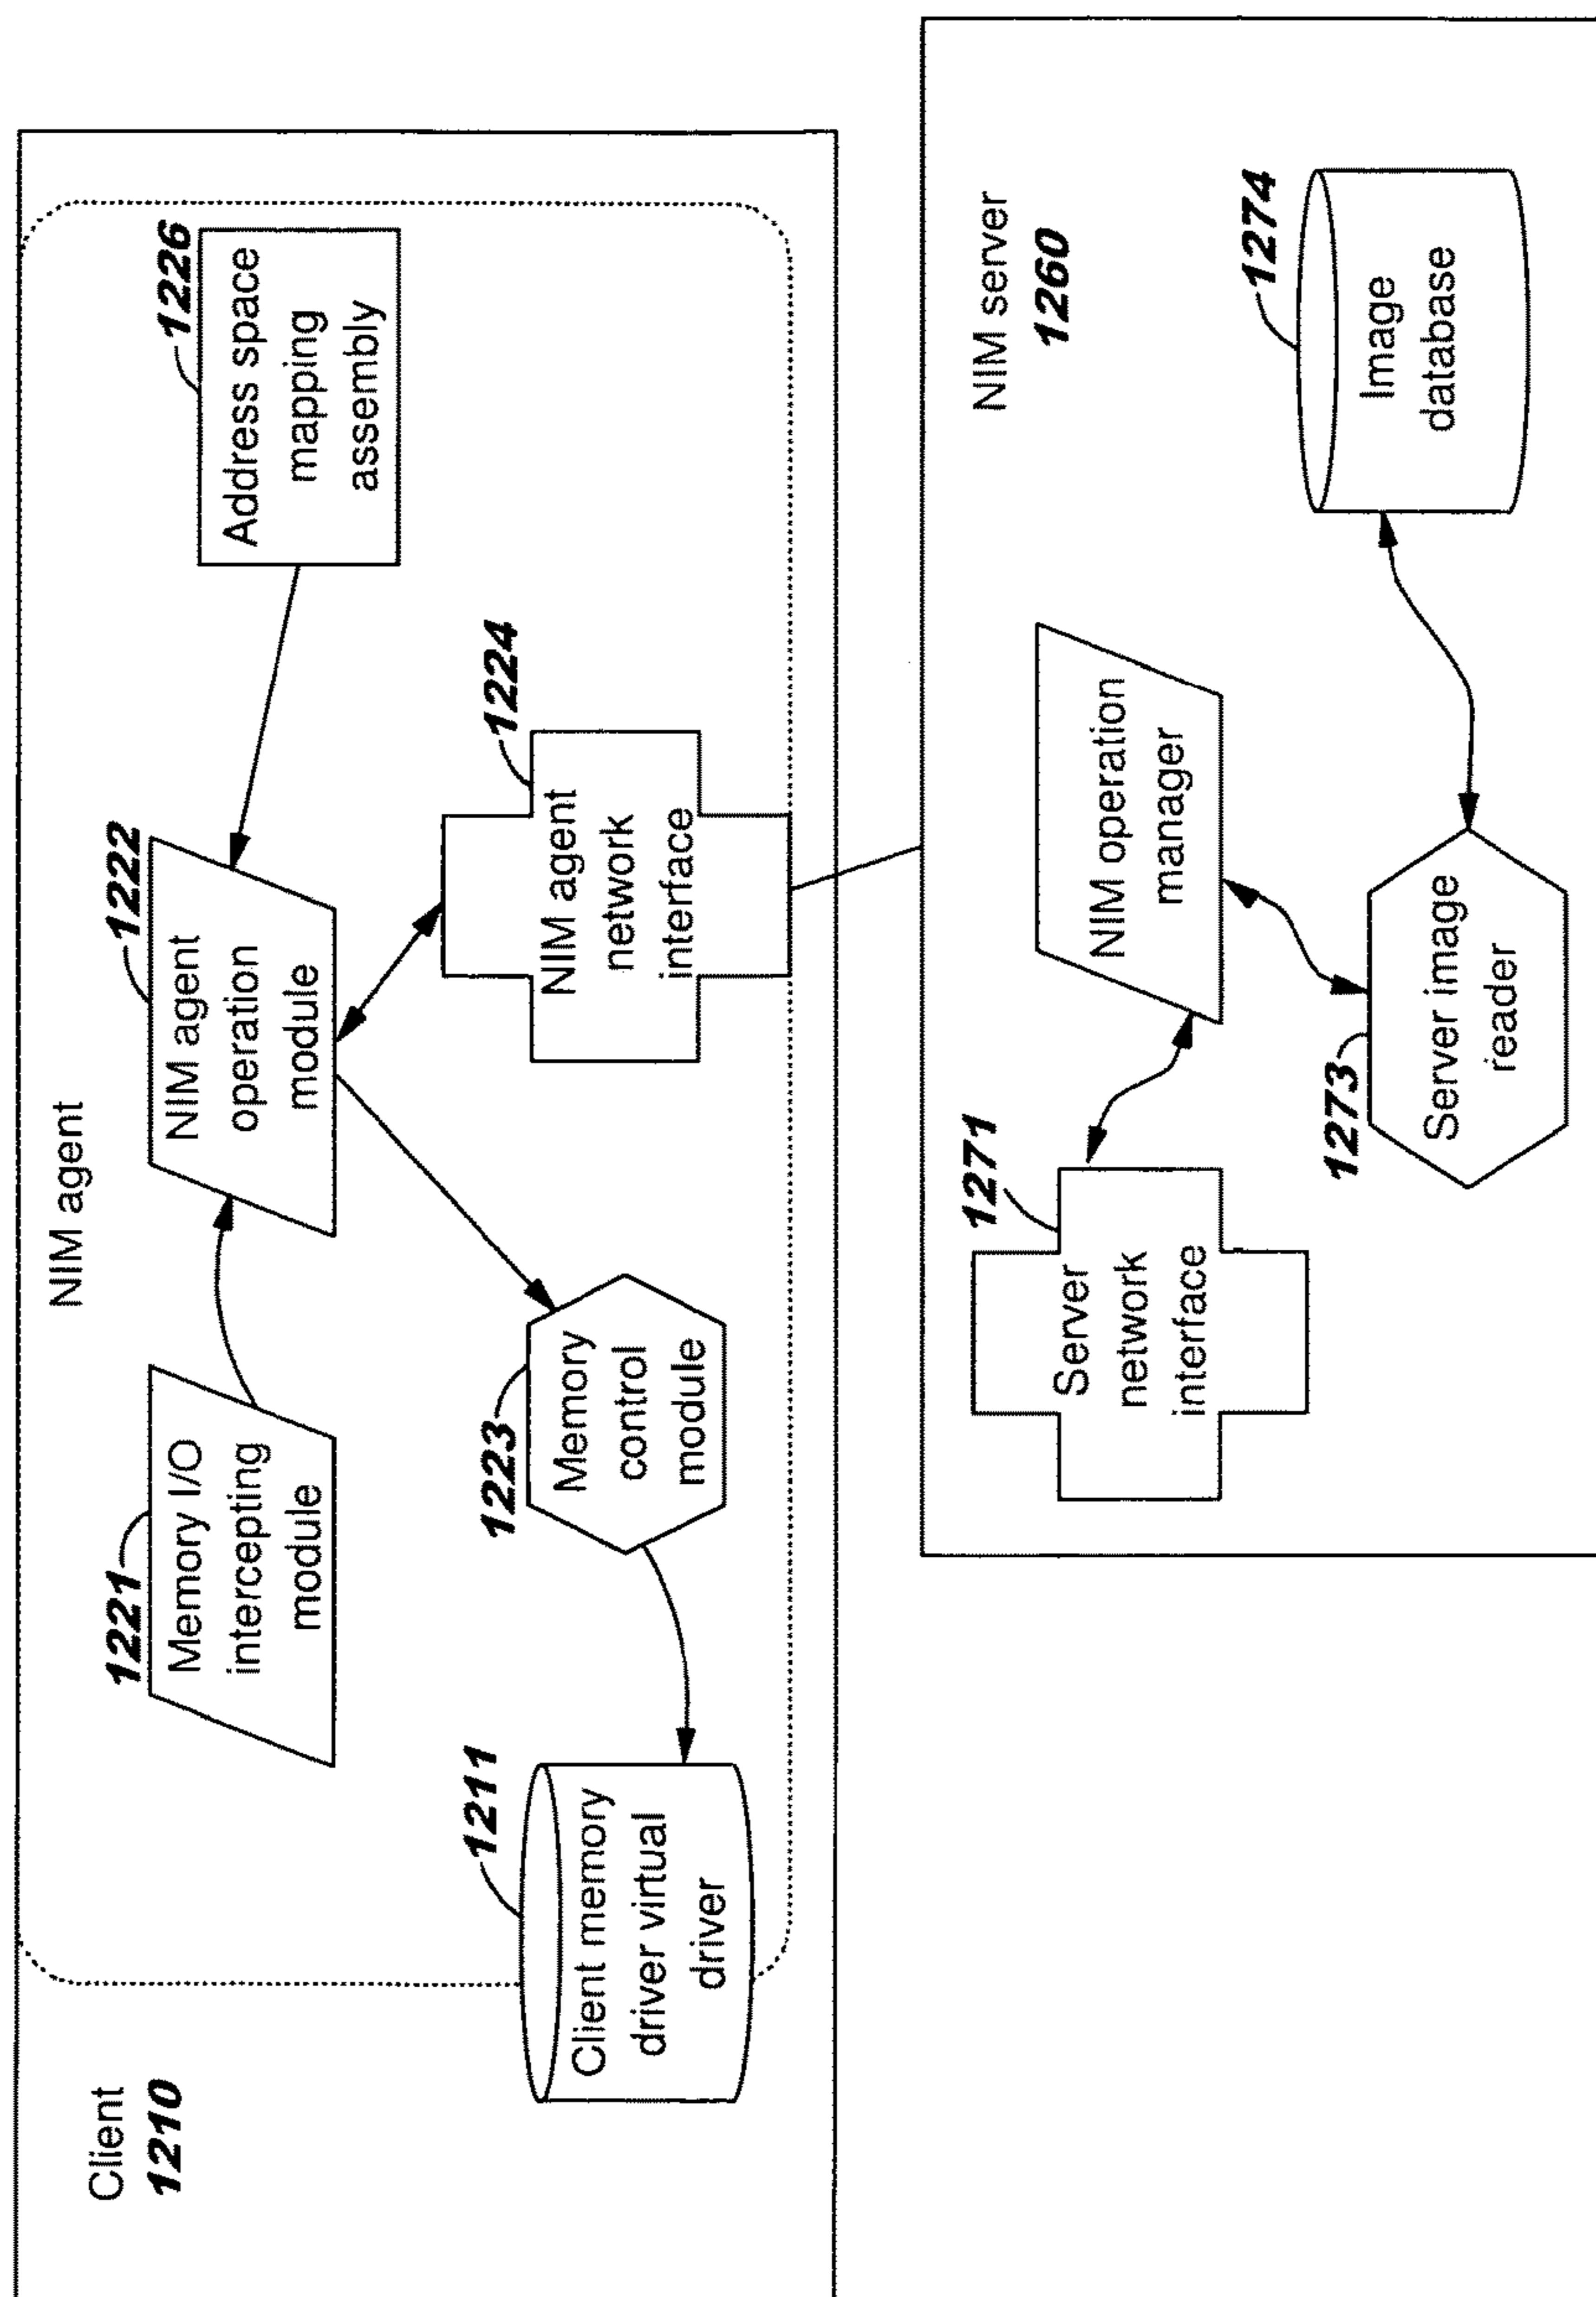 Client
1210
NIM agent
1221
Memory I/O
intercepting
module
1222
NIM agent
operation
module
1226
Address space
mapping
assembly
1211
Client memory
driver virtual
driver
1223
Memory
control
module
1224
NIM agent
network
interface
NIM server
1260
1271
Server
network
interface
NIM operation
manager
1274
Image
database
1273
Server image
reader